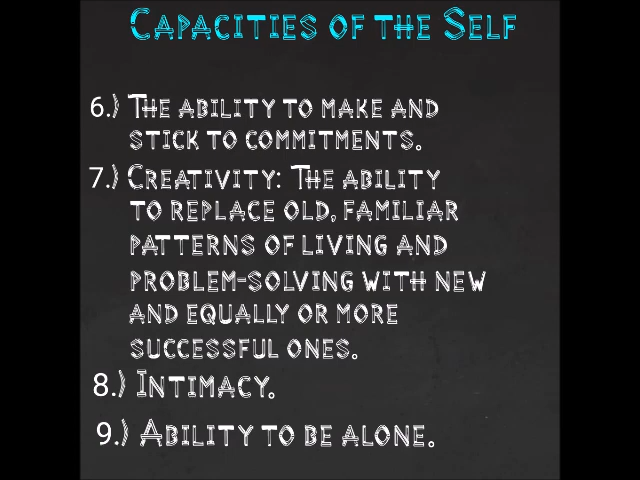 Capacities of the Self
6.) The ability to make and
stick to commitments.
7.) Creativity: The ability
to replace old, familiar
patterns of living and
problem-solving with new
and equally or more
successful ones.
8.) Intimacy.
9.) Ability to be alone.